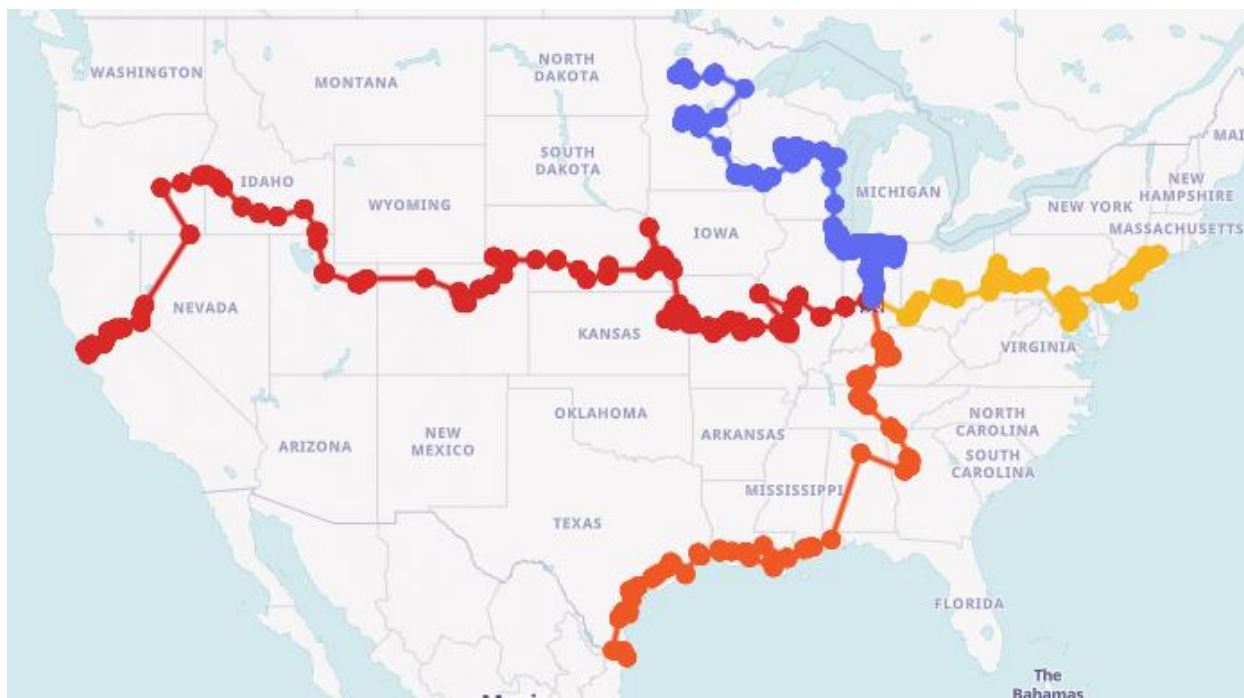 WASHINGTON
MONTANA
NORTH
DAKOTA
SOUTH
DAKOTA
IDAHO
WYOMING
IOWA
MICHIGAN
MAI
NEW
HAMPSHIRE
NEW YORK
MASSACHUSETTS
NEVADA
KANSAS
VIRGINIA
OKLAHOMA
ARKANSAS
NORTH
CAROLINA
ARIZONA
NEW
MEXICO
SOUTH
CAROLINA
MISSISSIPPI
TEXAS
FLORIDA
The
Bahamas